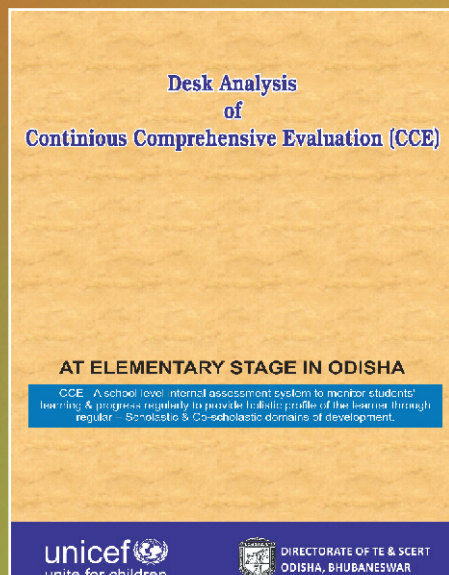 Desk Analysis
of
Continious Comprehensive Evaluation (CCE)
AT ELEMENTARY STAGE IN ODISHA
CCE - A school level internal assessment system to monitor students'
learning & progress regularly to provide holistic profile of the learner through
regular – Scholastic & Co-scholastic domains of development.
unicef
unite for children
DIRECTORATE OF TE & SCERT
ODISHA, BHUBANESWAR